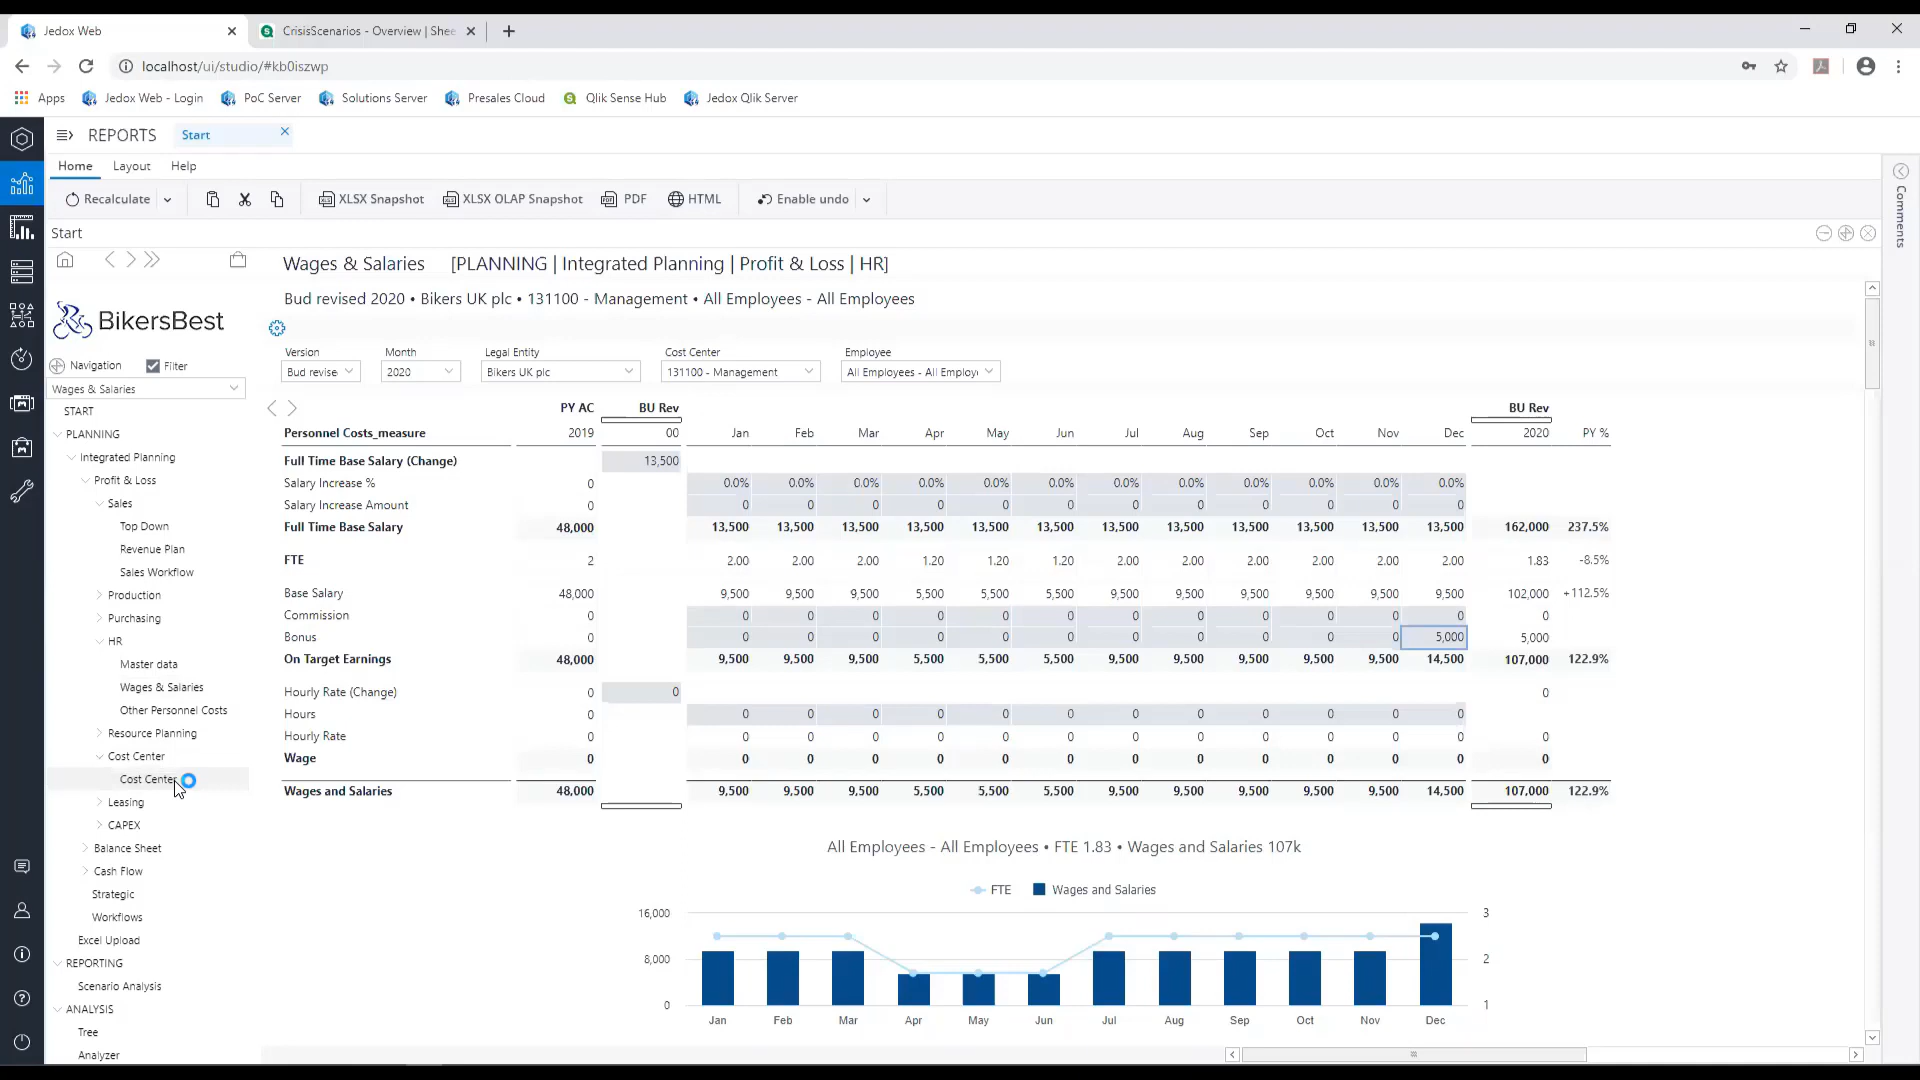 Jedox Web
CrisisScenarios - Overview | Shee
localhost/ui/studio/#kb0iszwp
Apps Jedox Web - Login PoC Server Solutions Server Presales Cloud Qlik Sense Hub Jedox Qlik Server
REPORTS Start
Home Layout Help
Recalculate XLSX Snapshot XLSX OLAP Snapshot PDF HTML Enable undo
Comments
Start
Wages & Salaries [PLANNING | Integrated Planning | Profit & Loss | HR]
Bud revised 2020 • Bikers UK plc • 131100 - Management • All Employees - All Employees
BikersBest
Navigation Filter
Wages & Salaries
START
PLANNING
Integrated Planning
Profit & Loss
Sales
Top Down
Revenue Plan
Sales Workflow
Production
Purchasing
HR
Master data
Wages & Salaries
Other Personnel Costs
Resource Planning
Cost Center
Cost Center
Leasing
CAPEX
Balance Sheet
Cash Flow
Strategic
Workflows
Excel Upload
REPORTING
Scenario Analysis
ANALYSIS
Tree
Analyzer
Version Month Legal Entity Cost Center Employee
Bud revise 2020 Bikers UK plc 131100 - Management All Employees - All Employ
PY AC BU Rev BU Rev
Personnel Costs_measure 2019 00 Jan Feb Mar Apr May Jun Jul Aug Sep Oct Nov Dec 2020 PY %
Full Time Base Salary (Change) 13,500
Salary Increase % 0 0.0% 0.0% 0.0% 0.0% 0.0% 0.0% 0.0% 0.0% 0.0% 0.0% 0.0% 0.0%
Salary Increase Amount 0 0 0 0 0 0 0 0 0 0 0 0 0
Full Time Base Salary 48,000 13,500 13,500 13,500 13,500 13,500 13,500 13,500 13,500 13,500 13,500 13,500 13,500 162,000 237.5%
FTE 2 2.00 2.00 2.00 1.20 1.20 1.20 2.00 2.00 2.00 2.00 2.00 2.00 1.83 -8.5%
Base Salary 48,000 9,500 9,500 9,500 5,500 5,500 5,500 9,500 9,500 9,500 9,500 9,500 9,500 102,000 +112.5%
Commission 0 0 0 0 0 0 0 0 0 0 0 0 0 0
Bonus 0 0 0 0 0 0 0 0 0 0 0 0 5,000 5,000
On Target Earnings 48,000 9,500 9,500 9,500 5,500 5,500 5,500 9,500 9,500 9,500 9,500 9,500 14,500 107,000 122.9%
Hourly Rate (Change) 0 0 0
Hours 0 0 0 0 0 0 0 0 0 0 0 0 0 0
Hourly Rate 0 0 0 0 0 0 0 0 0 0 0 0 0 0
Wage 0 0 0 0 0 0 0 0 0 0 0 0 0 0
Wages and Salaries 48,000 9,500 9,500 9,500 5,500 5,500 5,500 9,500 9,500 9,500 9,500 9,500 14,500 107,000 122.9%
All Employees - All Employees • FTE 1.83 • Wages and Salaries 107k
FTE Wages and Salaries
16,000 3
8,000 2
0 1
Jan Feb Mar Apr May Jun Jul Aug Sep Oct Nov Dec